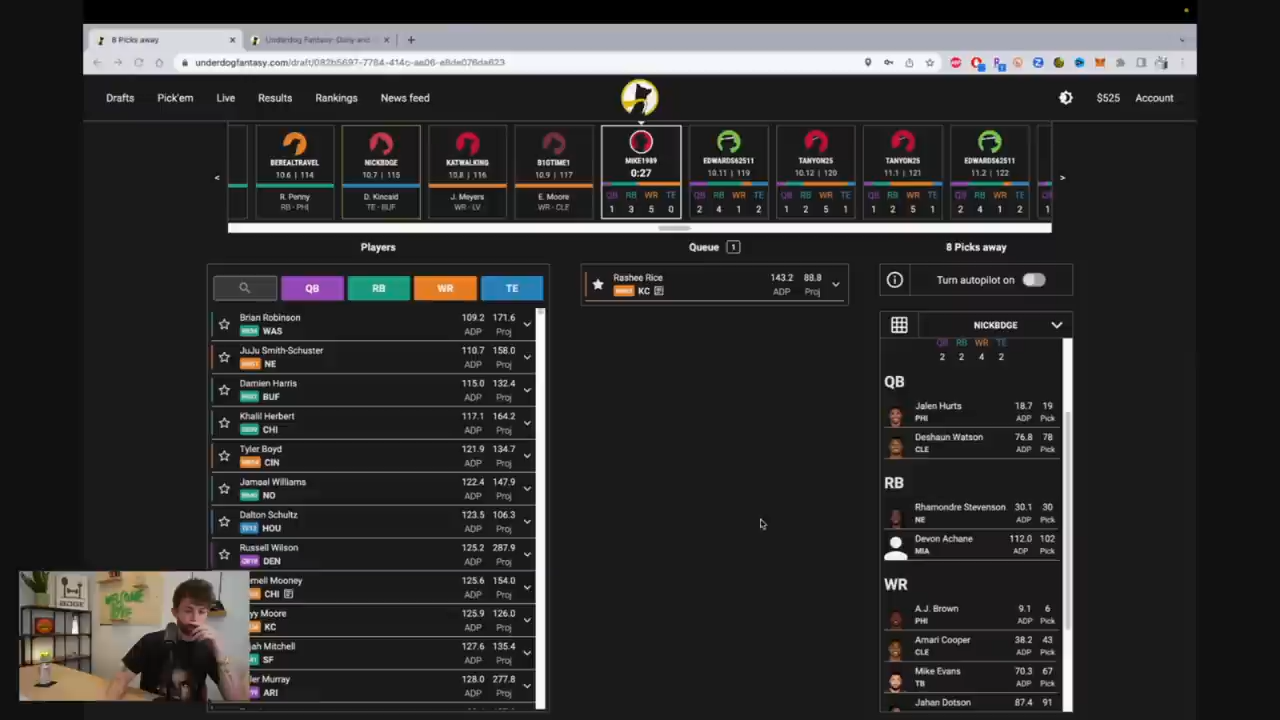 8 Picks away
Underdog Fantasy: Daily and
underdogfantasy.com/draft/082b5697-7784-414c-ae06-e8de076da623
Drafts Pick'em Live Results Rankings News feed
$525 Account
BEREALTRAVEL NICKBDGE KATWALKING B1GTIME1 MIKE1989 EDWARDS62511 TANYON25 TANYON25 EDWARDS62511
10.6 | 114 10.7 | 115 10.8 | 116 10.9 | 117 0:27 10.11 | 119 10.12 | 120 11.1 | 121 11.2 | 122
R. Penny D. Kincaid J. Meyers E. Moore QB RB WR TE QB RB WR TE QB RB WR TE QB RB WR TE QB RB WR TE
RB - PHI TE - BUF WR - LV WR - CLE 1 3 5 0 2 4 1 2 1 2 5 1 1 2 5 1 2 4 1 2 1
Players
QB RB WR TE
Brian Robinson 109.2 171.6
WAS ADP Proj
JuJu Smith-Schuster 110.7 158.0
NE ADP Proj
Damien Harris 115.0 132.4
BUF ADP Proj
Khalil Herbert 117.1 164.2
CHI ADP Proj
Tyler Boyd 121.9 134.7
CIN ADP Proj
Jamaal Williams 122.4 147.9
NO ADP Proj
Dalton Schultz 123.5 106.3
HOU ADP Proj
Russell Wilson 125.2 287.9
DEN ADP Proj
nell Mooney 125.6 154.0
CHI ADP Proj
yy Moore 125.9 126.0
KC ADP Proj
jah Mitchell 127.6 135.4
SF ADP Proj
ler Murray 128.0 277.8
ARI ADP Proj
Queue 1
Rashee Rice 143.2 88.8
KC ADP Proj
8 Picks away
Turn autopilot on
NICKBDGE
QB RB WR TE
2 2 4 2
QB
Jalen Hurts 18.7 19
PHI ADP Pick
Deshaun Watson 76.8 78
CLE ADP Pick
RB
Rhamondre Stevenson 30.1 30
NE ADP Pick
Devon Achane 112.0 102
MIA ADP Pick
WR
A.J. Brown 9.1 6
PHI ADP Pick
Amari Cooper 38.2 43
CLE ADP Pick
Mike Evans 70.3 67
TB ADP Pick
Jahan Dotson 87.4 91